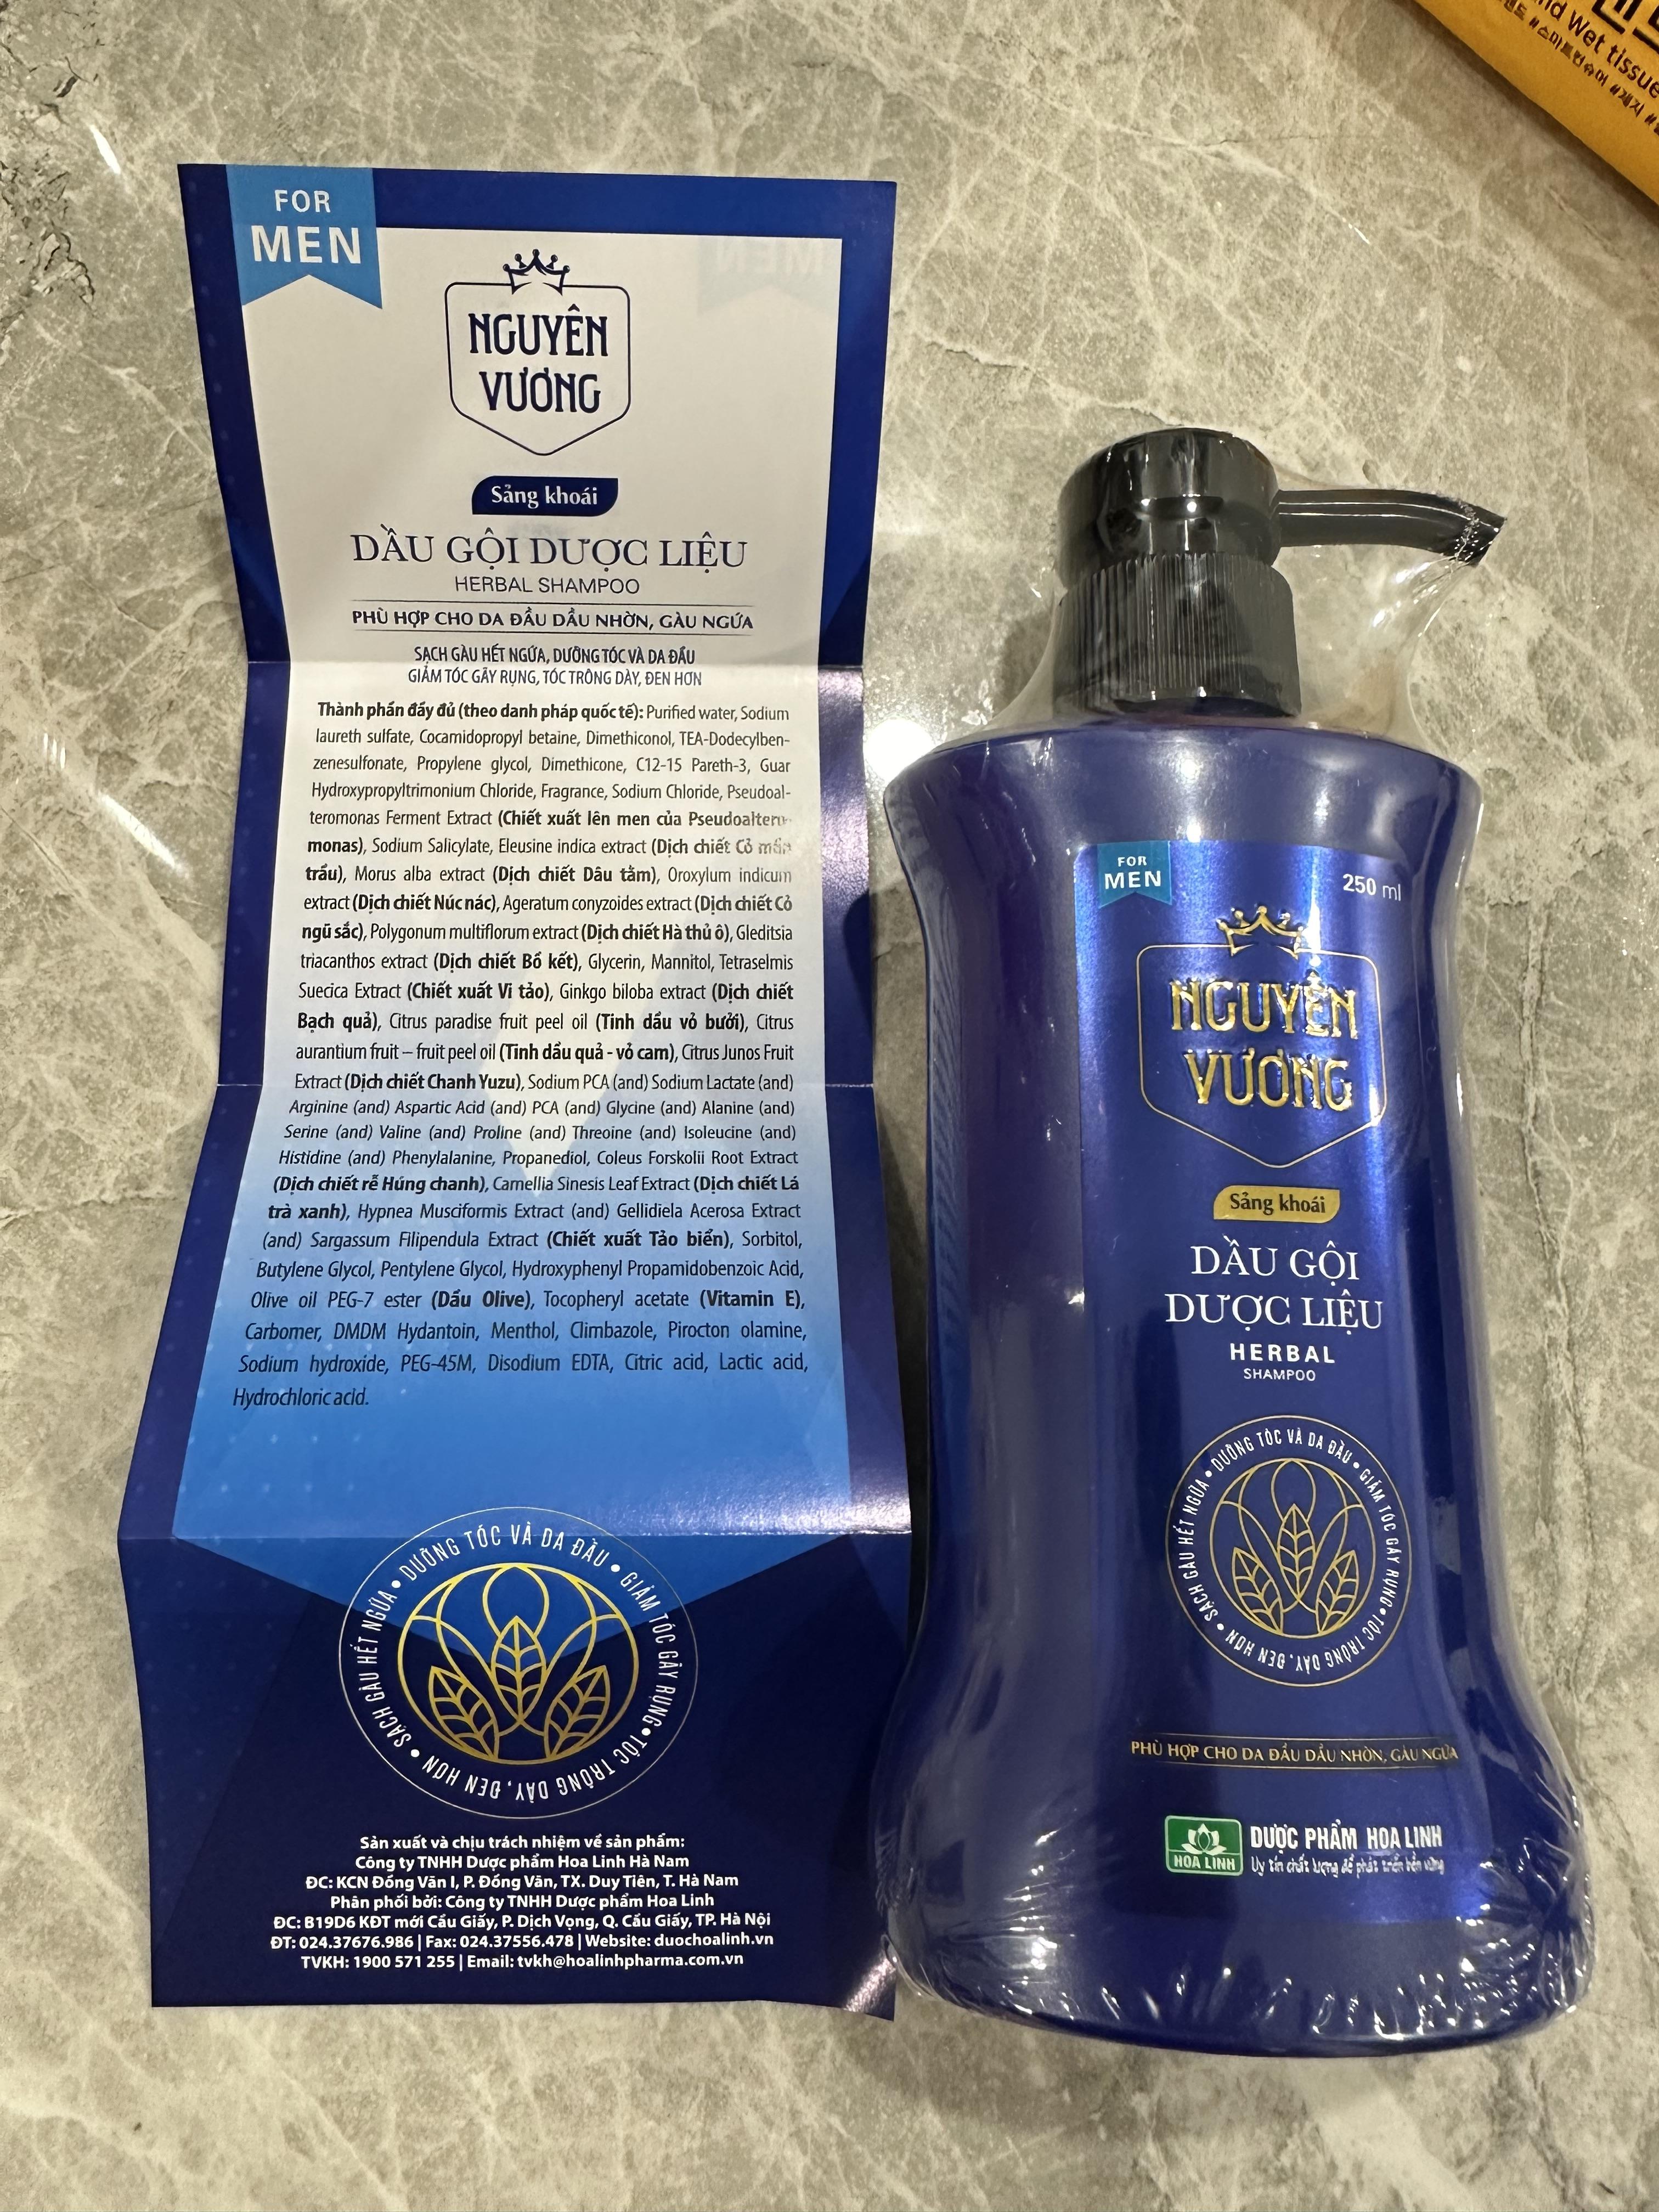 FOR
MEN
NGUYÊN
VƯƠNG
Sảng khoái
DẦU GỘI DƯỢC LIỆU
HERBAL SHAMPOO
PHÙ HỢP CHO DA ĐẦU DẦU NHỜN, GÀU NGỨA
SẠCH GÀU HẾT NGỨA, DƯỠNG TÓC VÀ DA ĐẦU
GIẢM TÓC GÃY RỤNG, TÓC TRÔNG DÀY, ĐEN HƠN
Thành phần đầy đủ (theo danh pháp quốc tế): Purified water, Sodium
laureth sulfate, Cocamidopropyl betaine, Dimethiconol, TEA-Dodecylben-
zenesulfonate, Propylene glycol, Dimethicone, C12-15 Pareth-3, Guar
Hydroxypropyltrimonium Chloride, Fragrance, Sodium Chloride, Pseudoal-
teromonas Ferment Extract (Chiết xuất lên men của Pseudoaltero-
monas), Sodium Salicylate, Eleusine indica extract (Dịch chiết Cỏ mần
trầu), Morus alba extract (Dịch chiết Dâu tằm), Oroxylum indicum
extract (Dịch chiết Núc nác), Ageratum conyzoides extract (Dịch chiết Cỏ
ngũ sắc), Polygonum multiflorum extract (Dịch chiết Hà thủ ô), Gleditsia
triacanthos extract (Dịch chiết Bồ kết), Glycerin, Mannitol, Tetraselmis
Suecica Extract (Chiết xuất Vi tảo), Ginkgo biloba extract (Dịch chiết
Bạch quả), Citrus paradise fruit peel oil (Tinh dầu vỏ bưởi), Citrus
aurantium fruit – fruit peel oil (Tinh dầu quả - vỏ cam), Citrus Junos Fruit
Extract (Dịch chiết Chanh Yuzu), Sodium PCA (and) Sodium Lactate (and)
Arginine (and) Aspartic Acid (and) PCA (and) Glycine (and) Alanine (and)
Serine (and) Valine (and) Proline (and) Threoine (and) Isoleucine (and)
Histidine (and) Phenylalanine, Propanediol, Coleus Forskolii Root Extract
(Dịch chiết rễ Húng chanh), Camellia Sinesis Leaf Extract (Dịch chiết Lá
trà xanh), Hypnea Musciformis Extract (and) Gellidiela Acerosa Extract
(and) Sargassum Filipendula Extract (Chiết xuất Tảo biển), Sorbitol,
Butylene Glycol, Pentylene Glycol, Hydroxyphenyl Propamidobenzoic Acid,
Olive oil PEG-7 ester (Dầu Olive), Tocopheryl acetate (Vitamin E),
Carbomer, DMDM Hydantoin, Menthol, Climbazole, Pirocton olamine,
Sodium hydroxide, PEG-45M, Disodium EDTA, Citric acid, Lactic acid,
Hydrochloric acid.
• SẠCH GÀU HẾT NGỨA • DƯỠNG TÓC VÀ DA ĐẦU • GIẢM TÓC GÃY RỤNG • TÓC TRÔNG DÀY, ĐEN HƠN
Sản xuất và chịu trách nhiệm về sản phẩm:
Công ty TNHH Dược phẩm Hoa Linh Hà Nam
ĐC: KCN Đồng Văn I, P. Đồng Văn, TX. Duy Tiên, T. Hà Nam
Phân phối bởi: Công ty TNHH Dược phẩm Hoa Linh
ĐC: B19D6 KĐT mới Cầu Giấy, P. Dịch Vọng, Q. Cầu Giấy, TP. Hà Nội
ĐT: 024.37676.986 | Fax: 024.37556.478 | Website: duochoalinh.vn
TVKH: 1900 571 255 | Email: tvkh@hoalinhpharma.com.vn
FOR
MEN
250 ml
NGUYÊN
VƯƠNG
Sảng khoái
DẦU GỘI
DƯỢC LIỆU
HERBAL
SHAMPOO
• SẠCH GÀU HẾT NGỨA • DƯỠNG TÓC VÀ DA ĐẦU • GIẢM TÓC GÃY RỤNG • TÓC TRÔNG DÀY, ĐEN HƠN
PHÙ HỢP CHO DA ĐẦU DẦU NHỜN, GÀU NGỨA
HOA LINH
DƯỢC PHẨM HOA LINH
Uy tín chất lượng để phát triển bền vững
Wet tissue
#스마트컨슈머